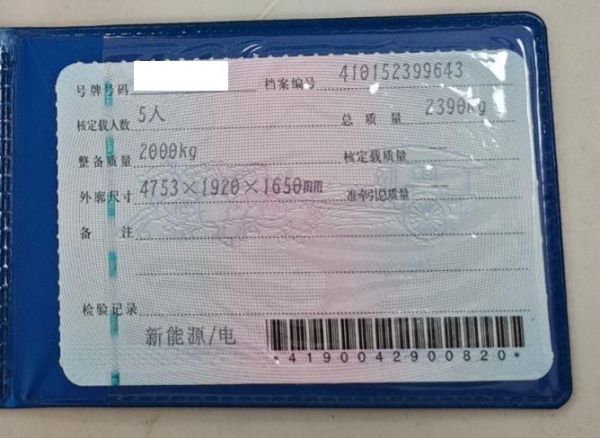 号牌号码 档案编号 410152399643
核定载人数 5人 总质量 2390kg
整备质量 2000kg 核定载质量
外廓尺寸 4753×1920×1650mm 准牵引总质量
备注
检验记录
新能源/电
*4190042900820*